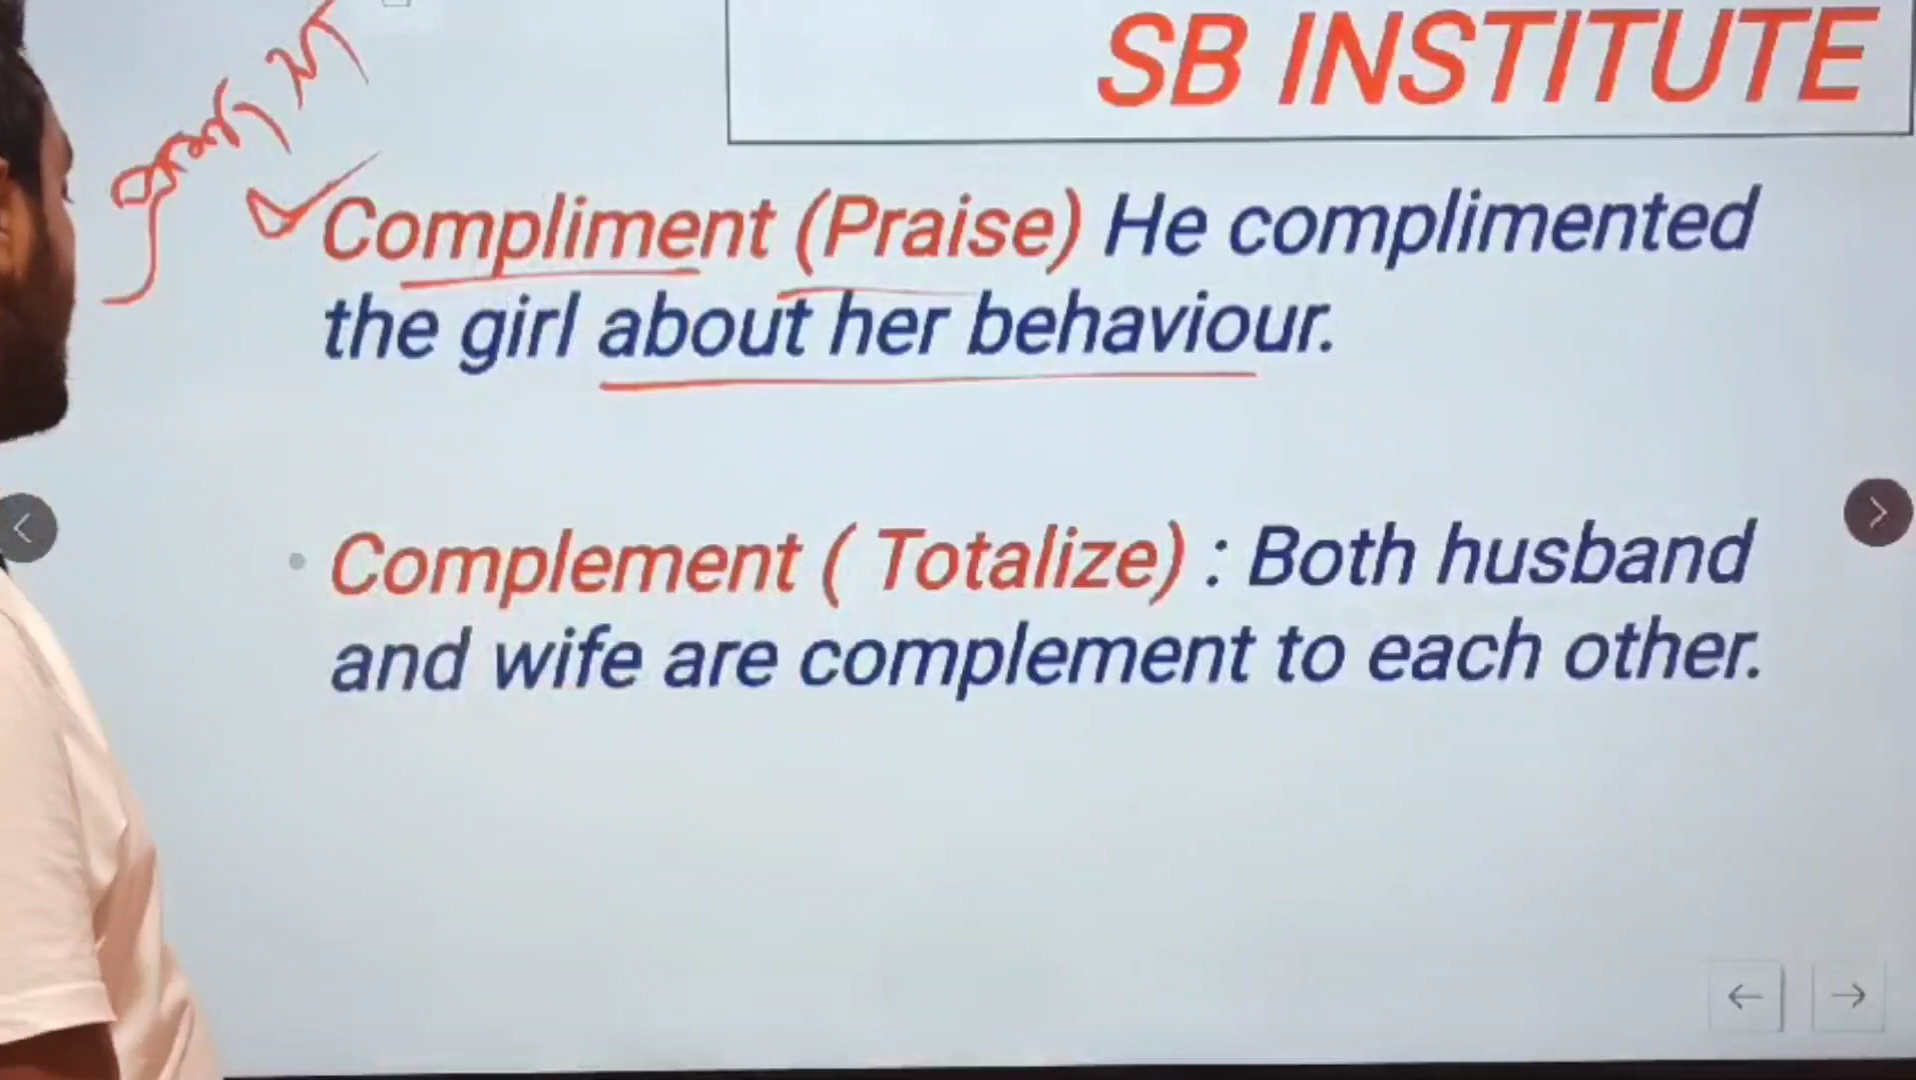 SB INSTITUTE
Compliment (Praise) He complimented
the girl about her behaviour.
Complement ( Totalize) : Both husband
and wife are complement to each other.